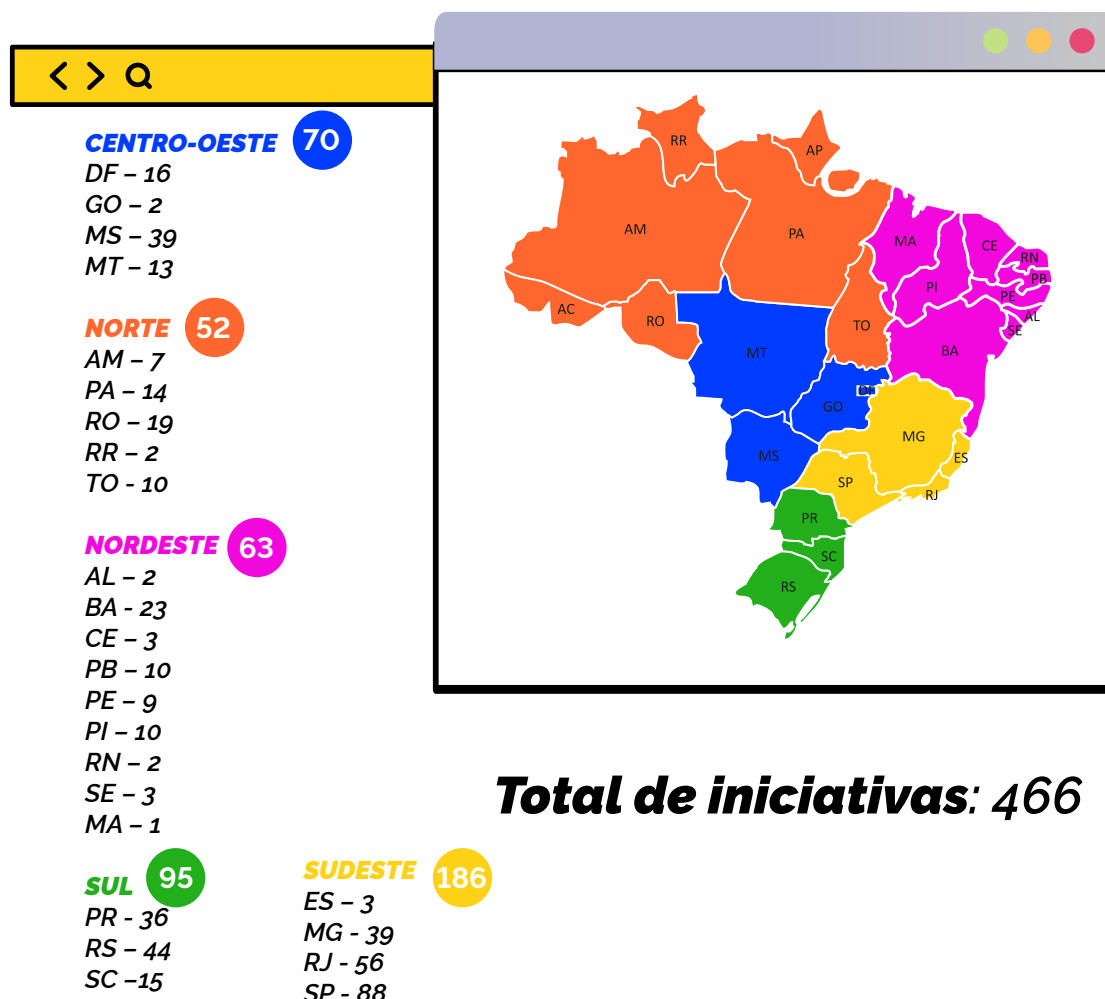 CENTRO-OESTE 70
DF – 16
GO – 2
MS – 39
MT – 13
NORTE 52
AM – 7
PA – 14
RO – 19
RR – 2
TO - 10
NORDESTE 63
AL – 2
BA - 23
CE – 3
PB – 10
PE – 9
PI – 10
RN – 2
SE – 3
MA – 1
SUL 95
PR - 36
RS – 44
SC –15
SUDESTE 186
ES – 3
MG - 39
RJ - 56
SP - 88
RR
AP
AM
PA
MA
CE
RN
PB
PI
PE
AL
SE
AC
RO
TO
BA
MT
DF
GO
MG
MS
ES
SP
RJ
PR
SC
RS
Total de iniciativas: 466